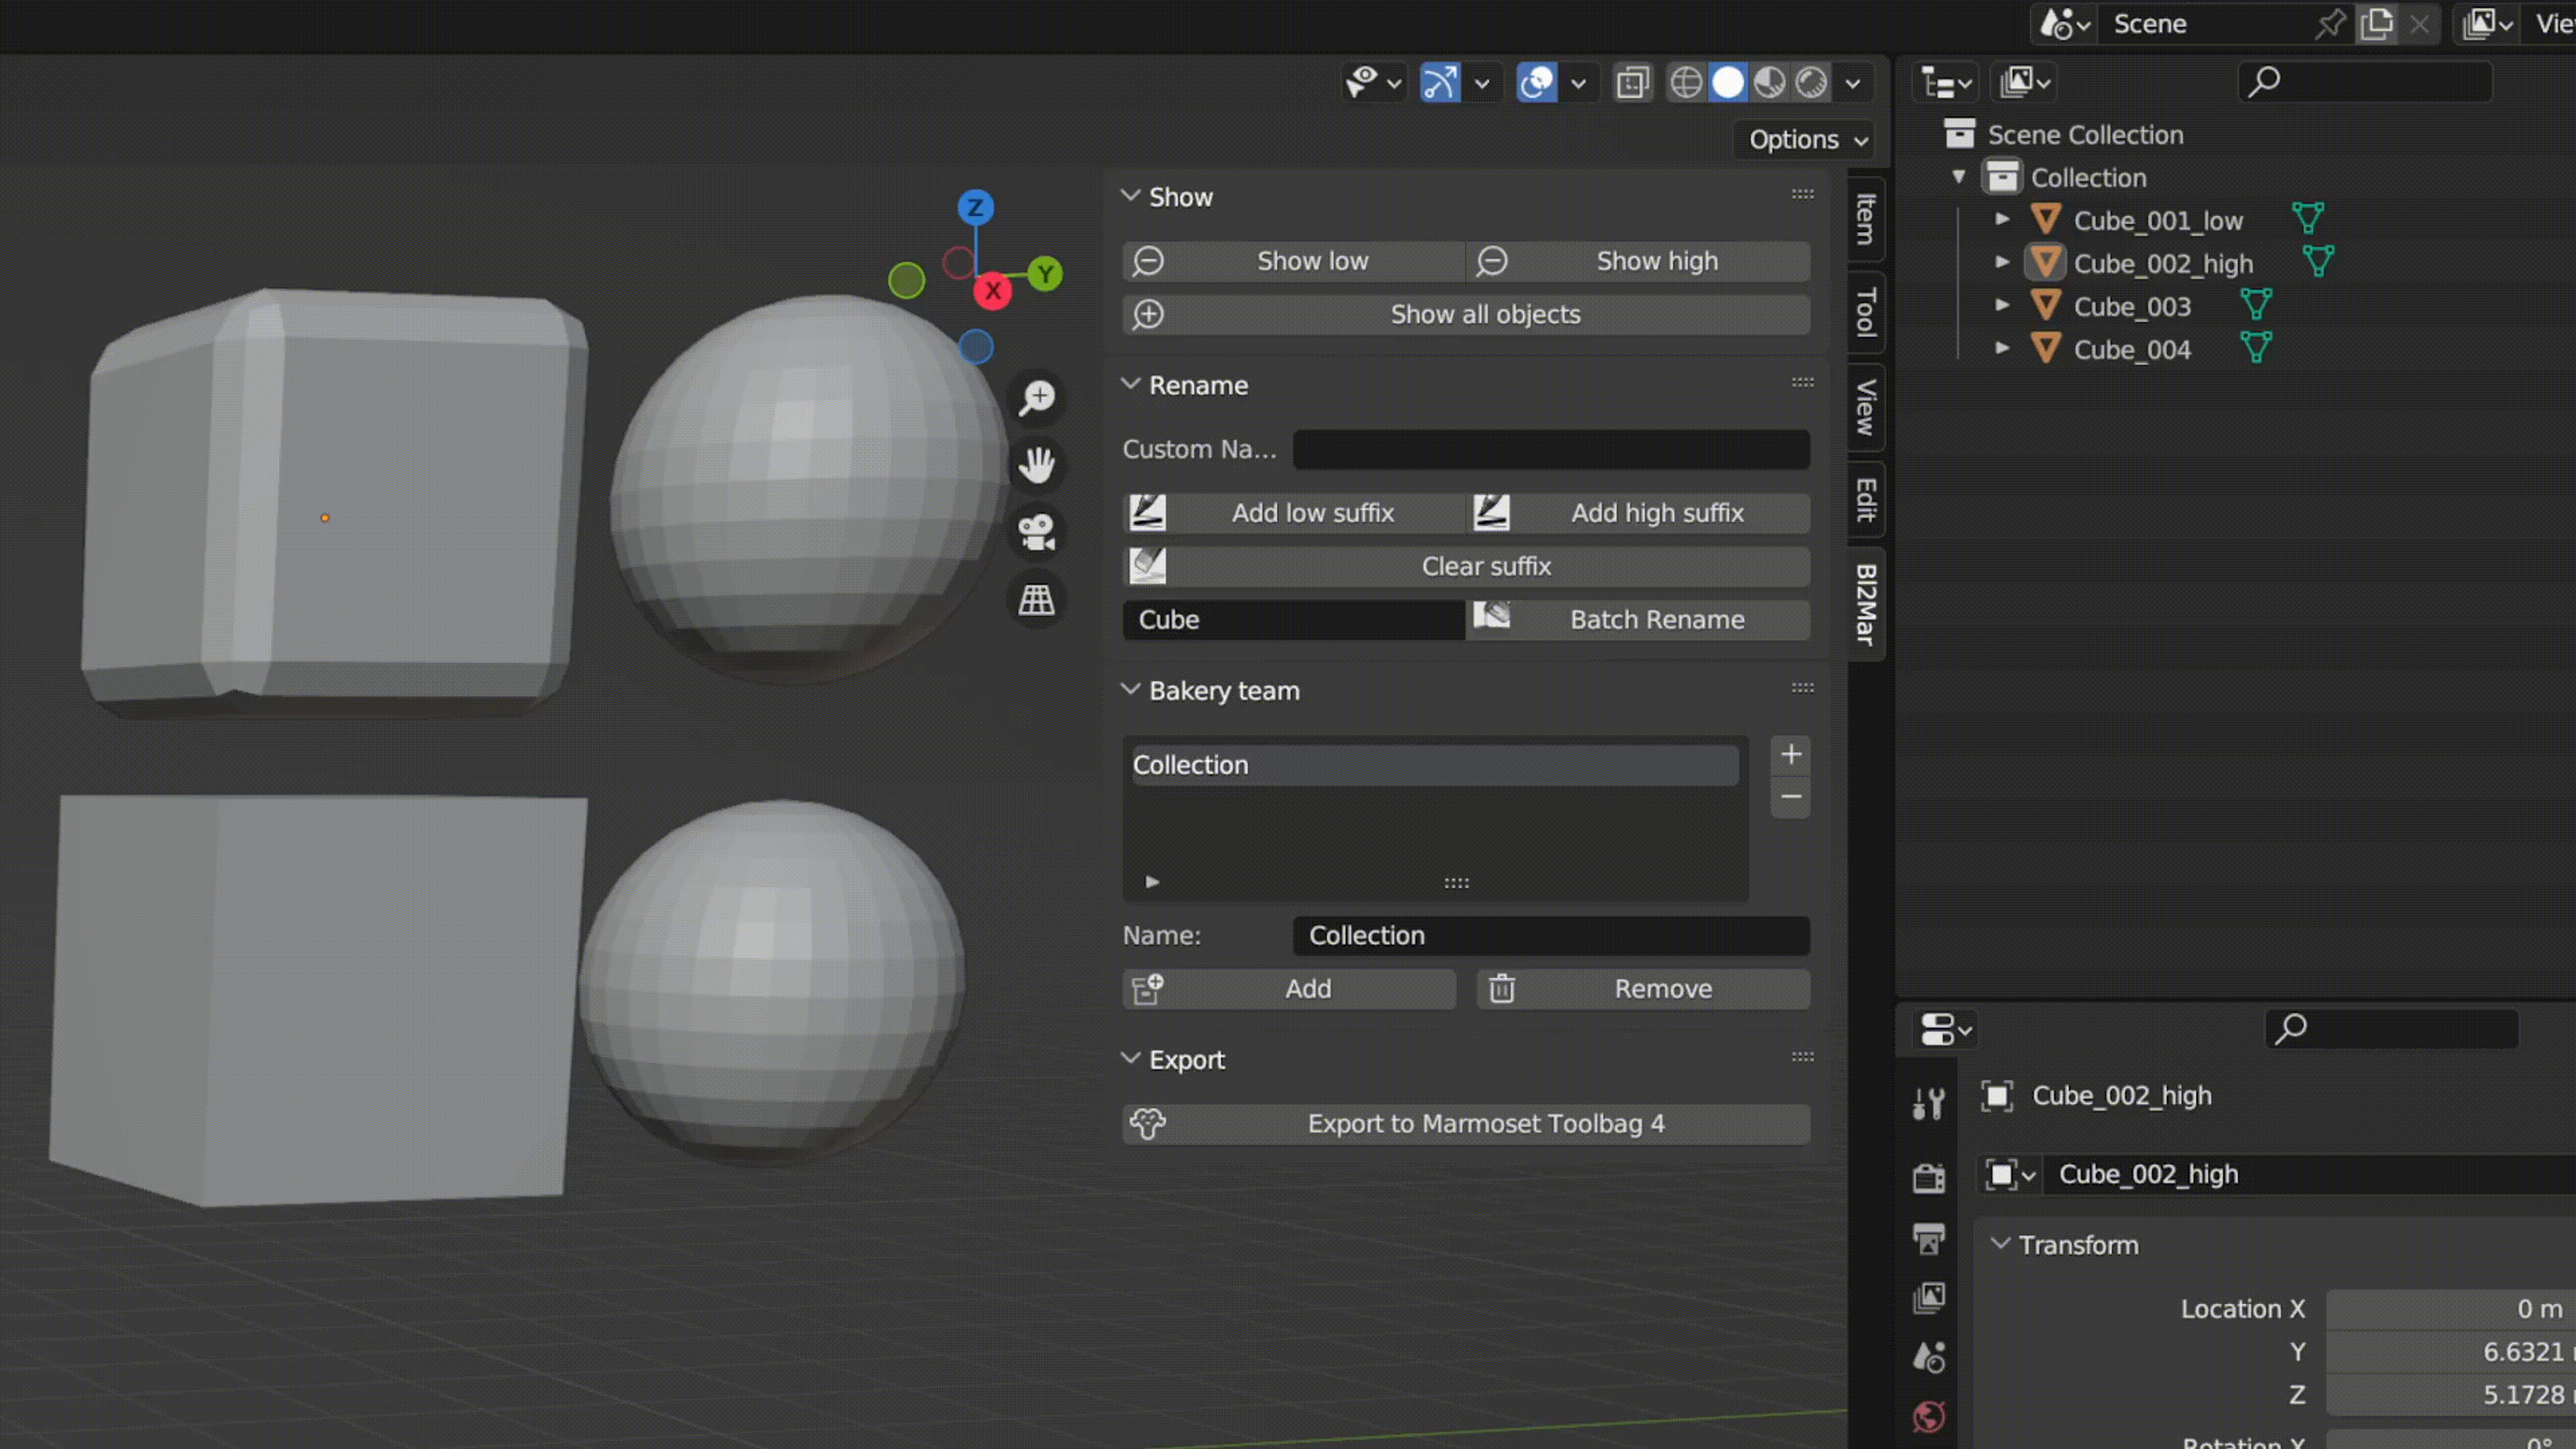 Scene
Vie
Options
Scene Collection
Collection
Cube_001_low
Cube_002_high
Cube_003
Cube_004
Z
Y
X
Show
Show low
Show high
Show all objects
Rename
Custom Na...
Add low suffix
Add high suffix
Clear suffix
Cube
Batch Rename
Bakery team
Collection
Name:
Collection
Add
Remove
Export
Export to Marmoset Toolbag 4
Item
Tool
View
Edit
Bl2Mar
Cube_002_high
Cube_002_high
Transform
Location X
0 m
Y
6.6321
Z
5.1728
Rotation X
0°